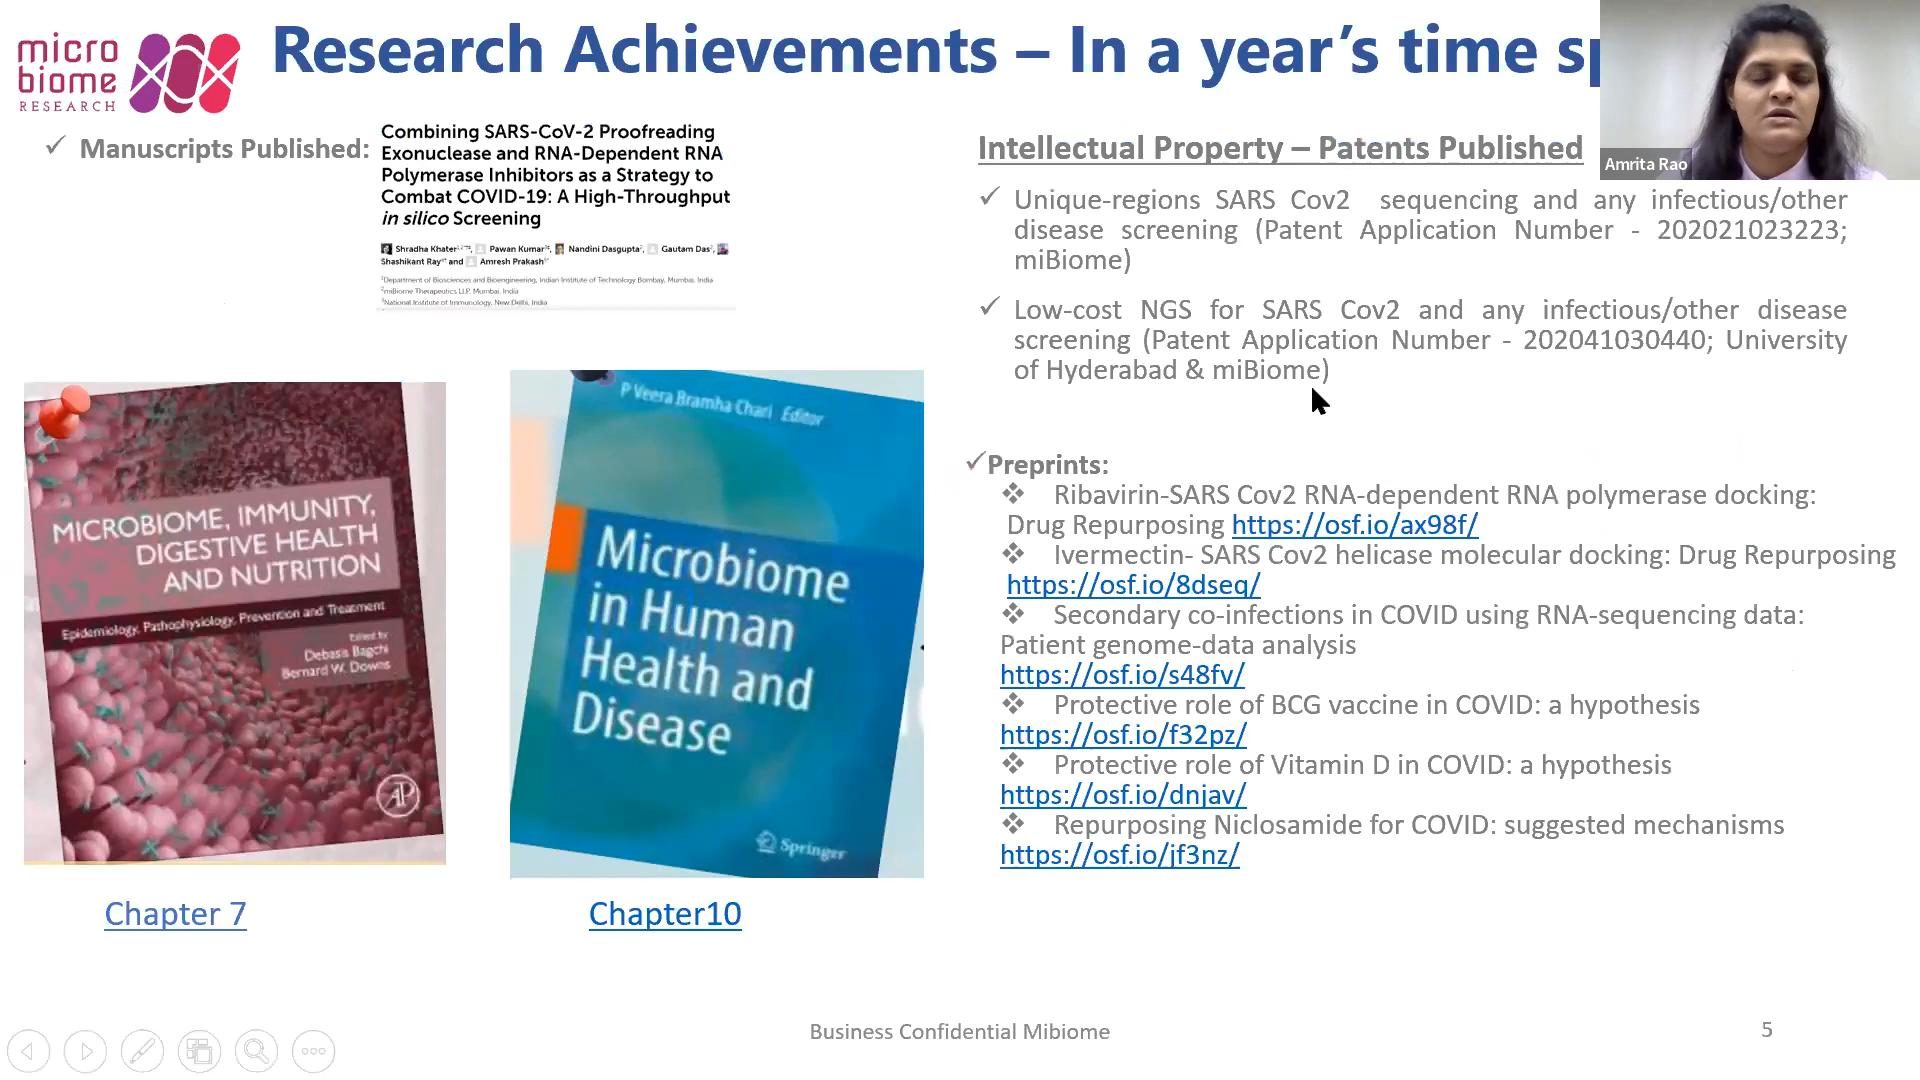 micro
biome
RESEARCH
Research Achievements – In a year's time
✓ Manuscripts Published:
Combining SARS-CoV-2 Proofreading
Exonuclease and RNA-Dependent RNA
Polymerase Inhibitors as a Strategy to
Combat COVID-19: A High-Throughput
in silico Screening
Shradha Khater, Pawan Kumar, Nandini Dasgupta, Gautam Das,
Shashikant Ray and Amresh Prakash
Department of Biosciences and Bioengineering, Indian Institute of Technology Bombay, Mumbai, India
miBiome Therapeutics LLP, Mumbai, India
National Institute of Immunology, New Delhi, India
MICROBIOME, IMMUNITY,
DIGESTIVE HEALTH
AND NUTRITION
Epidemiology, Pathophysiology, Prevention and Treatment
Edited by
Debasis Bagchi
Bernard W. Downs
AP
Chapter 7
P Veera Bramha Chari Editor
Microbiome
in Human
Health and
Disease
Springer
Chapter10
Intellectual Property – Patents Published
✓ Unique-regions SARS Cov2 sequencing and any infectious/other
disease screening (Patent Application Number - 202021023223;
miBiome)
✓ Low-cost NGS for SARS Cov2 and any infectious/other disease
screening (Patent Application Number - 202041030440; University
of Hyderabad & miBiome)
✓Preprints:
❖ Ribavirin-SARS Cov2 RNA-dependent RNA polymerase docking:
Drug Repurposing https://osf.io/ax98f/
❖ Ivermectin- SARS Cov2 helicase molecular docking: Drug Repurposing
https://osf.io/8dseq/
❖ Secondary co-infections in COVID using RNA-sequencing data:
Patient genome-data analysis
https://osf.io/s48fv/
❖ Protective role of BCG vaccine in COVID: a hypothesis
https://osf.io/f32pz/
❖ Protective role of Vitamin D in COVID: a hypothesis
https://osf.io/dnjav/
❖ Repurposing Niclosamide for COVID: suggested mechanisms
https://osf.io/jf3nz/
Amrita Rao
Business Confidential Mibiome
5